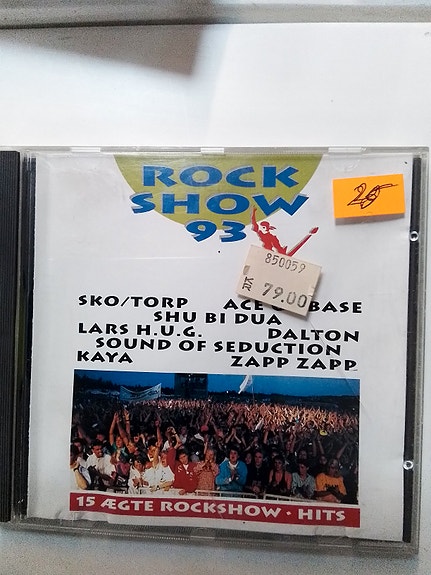 ROCK
SHOW
93
25
850059
KR
79.00
SKO/TORP ACE BASE
SHU BI DUA
LARS H.U.G. DALTON
SOUND OF SEDUCTION
KAYA ZAPP ZAPP
15 ÆGTE ROCKSHOW · HITS